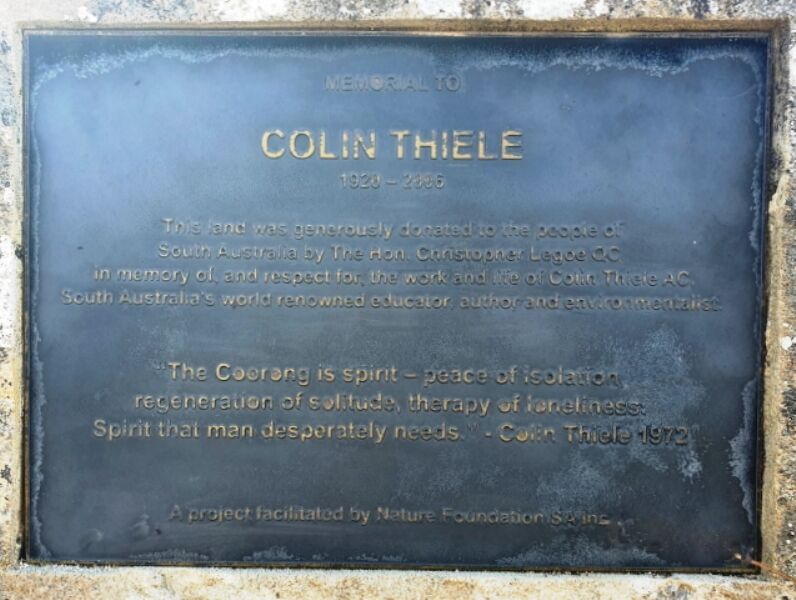 MEMORIAL TO
COLIN THIELE
1920 – 2006
This land was generously donated to the people of
South Australia by The Hon. Christopher Legoe QC
in memory of, and respect for, the work and life of Colin Thiele AC,
South Australia's world renowned educator, author and environmentalist.
"The Coorong is spirit – peace of isolation,
regeneration of solitude, therapy of loneliness:
Spirit that man desperately needs." - Colin Thiele 1972
A project facilitated by Nature Foundation SA Inc.